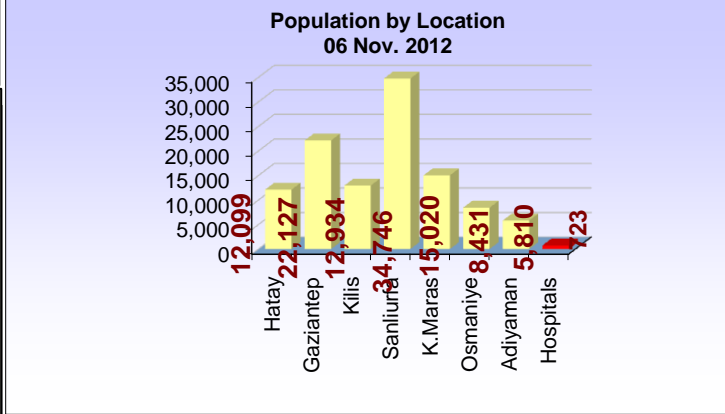 Population by Location
06 Nov. 2012
35,000
30,000
25,000
20,000
15,000
10,000
5,000
0
12,099
22,127
12,934
34,746
15,020
8,431
5,810
723
Hatay
Gaziantep
Kilis
Sanliurfa
K.Maras
Osmaniye
Adiyaman
Hospitals